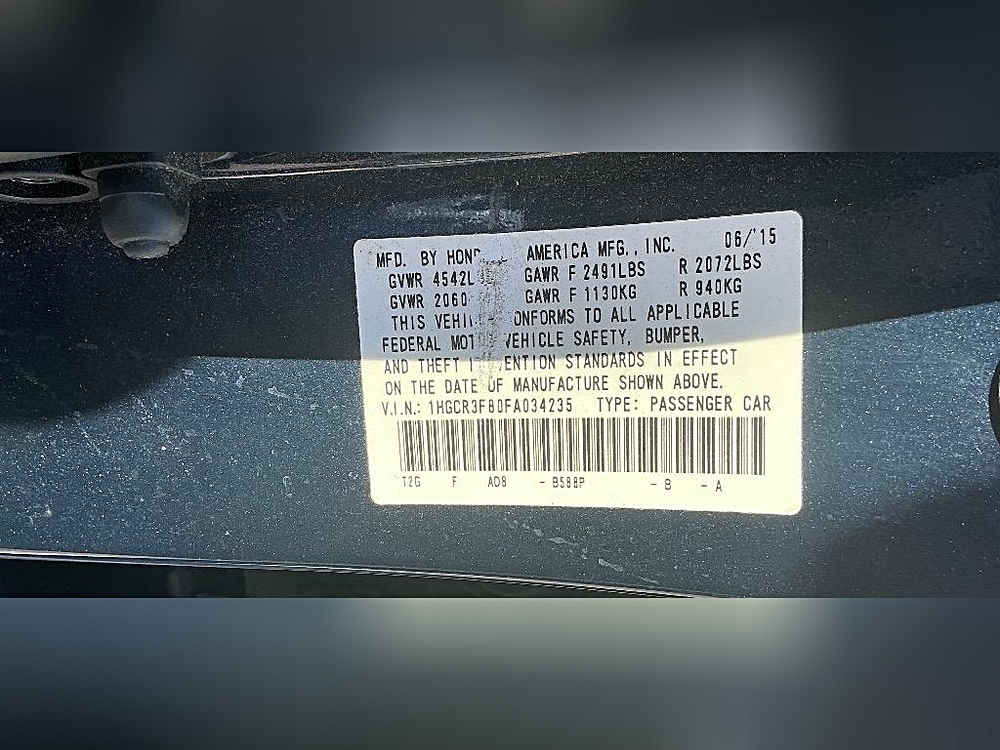 MFD. BY HOND AMERICA MFG., INC. 06/'15
GVWR 4542L GAWR F 2491LBS R 2072LBS
GVWR 2060 GAWR F 1130KG R 940KG
THIS VEHI ONFORMS TO ALL APPLICABLE
FEDERAL MOT VEHICLE SAFETY, BUMPER,
AND THEFT ENTION STANDARDS IN EFFECT
ON THE DATE OF MANUFACTURE SHOWN ABOVE.
V.I.N.: 1HGCR3F80FA034235 TYPE: PASSENGER CAR
T2G F AD8 - B588P - B - A